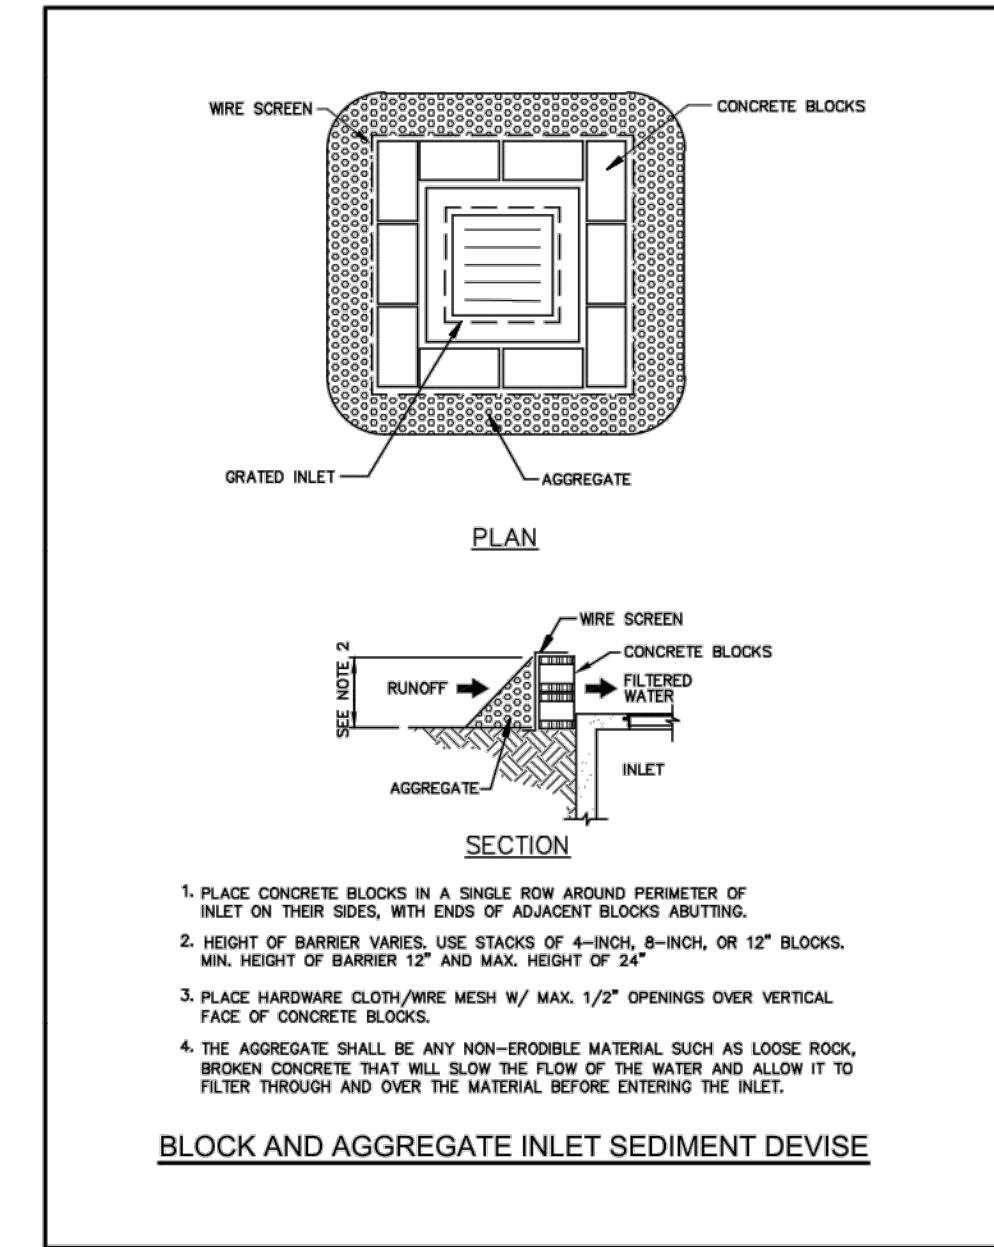 WIRE SCREEN
CONCRETE BLOCKS
GRATED INLET
AGGREGATE
PLAN
WIRE SCREEN
CONCRETE BLOCKS
SEE NOTE 2
RUNOFF
FILTERED
WATER
INLET
AGGREGATE
SECTION
1. PLACE CONCRETE BLOCKS IN A SINGLE ROW AROUND PERIMETER OF
INLET ON THEIR SIDES, WITH ENDS OF ADJACENT BLOCKS ABUTTING.
2. HEIGHT OF BARRIER VARIES. USE STACKS OF 4-INCH, 8-INCH, OR 12" BLOCKS.
MIN. HEIGHT OF BARRIER 12" AND MAX. HEIGHT OF 24"
3. PLACE HARDWARE CLOTH/WIRE MESH W/ MAX. 1/2" OPENINGS OVER VERTICAL
FACE OF CONCRETE BLOCKS.
4. THE AGGREGATE SHALL BE ANY NON-ERODIBLE MATERIAL SUCH AS LOOSE ROCK,
BROKEN CONCRETE THAT WILL SLOW THE FLOW OF THE WATER AND ALLOW IT TO
FILTER THROUGH AND OVER THE MATERIAL BEFORE ENTERING THE INLET.
BLOCK AND AGGREGATE INLET SEDIMENT DEVISE